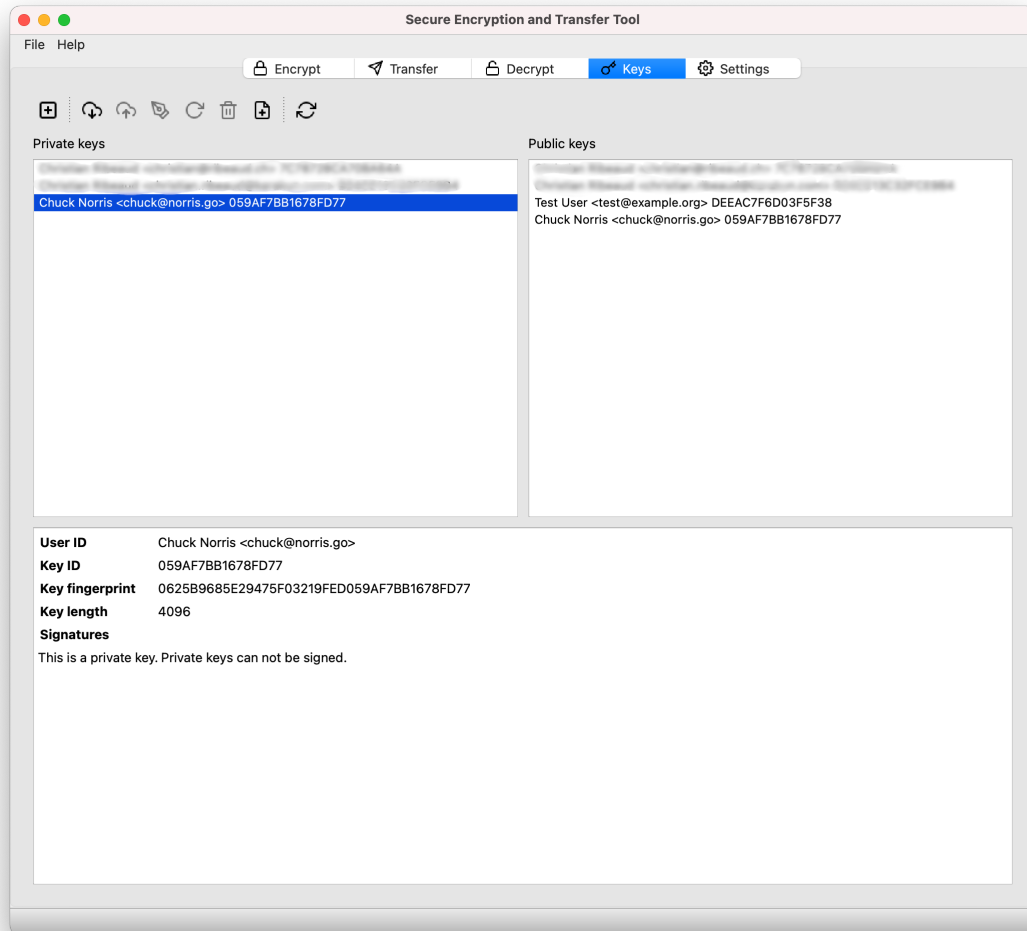 Secure Encryption and Transfer Tool
File Help
Encrypt Transfer Decrypt Keys Settings
Private keys
Chuck Norris <chuck@norris.go> 059AF7BB1678FD77
Public keys
Test User <test@example.org> DEEAC7F6D03F5F38
Chuck Norris <chuck@norris.go> 059AF7BB1678FD77
User ID Chuck Norris <chuck@norris.go>
Key ID 059AF7BB1678FD77
Key fingerprint 0625B9685E29475F03219FED059AF7BB1678FD77
Key length 4096
Signatures
This is a private key. Private keys can not be signed.